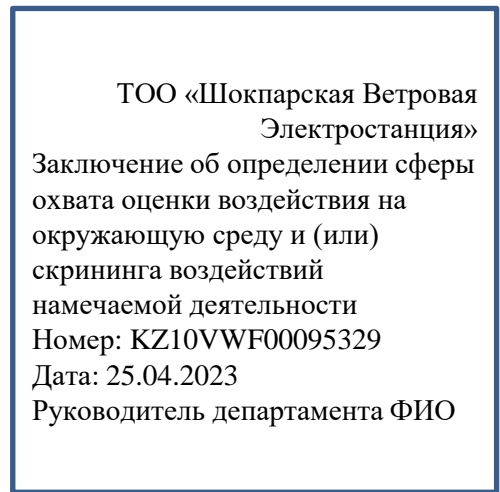 ТОО «Шокпарская Ветровая
Электростанция»
Заключение об определении сферы
охвата оценки воздействия на
окружающую среду и (или)
скрининга воздействий
намечаемой деятельности
Номер: KZ10VWF00095329
Дата: 25.04.2023
Руководитель департамента ФИО